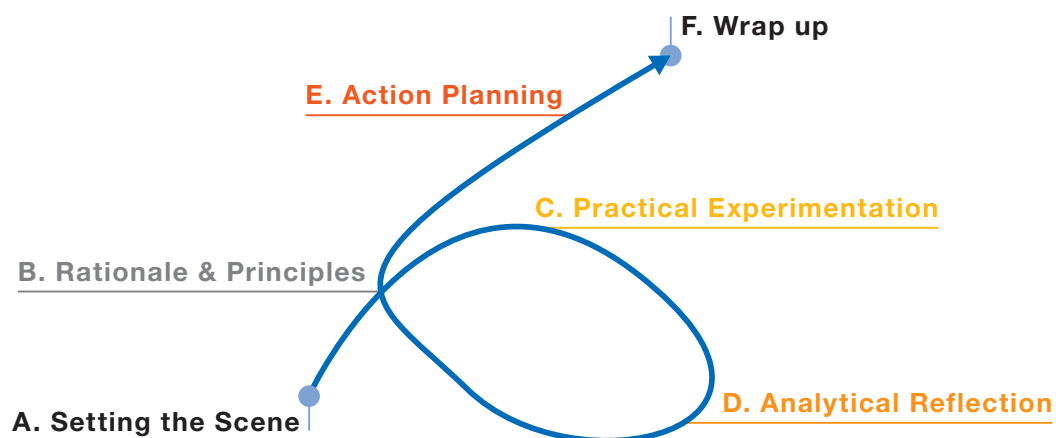 F. Wrap up
E. Action Planning
C. Practical Experimentation
B. Rationale & Principles
D. Analytical Reflection
A. Setting the Scene